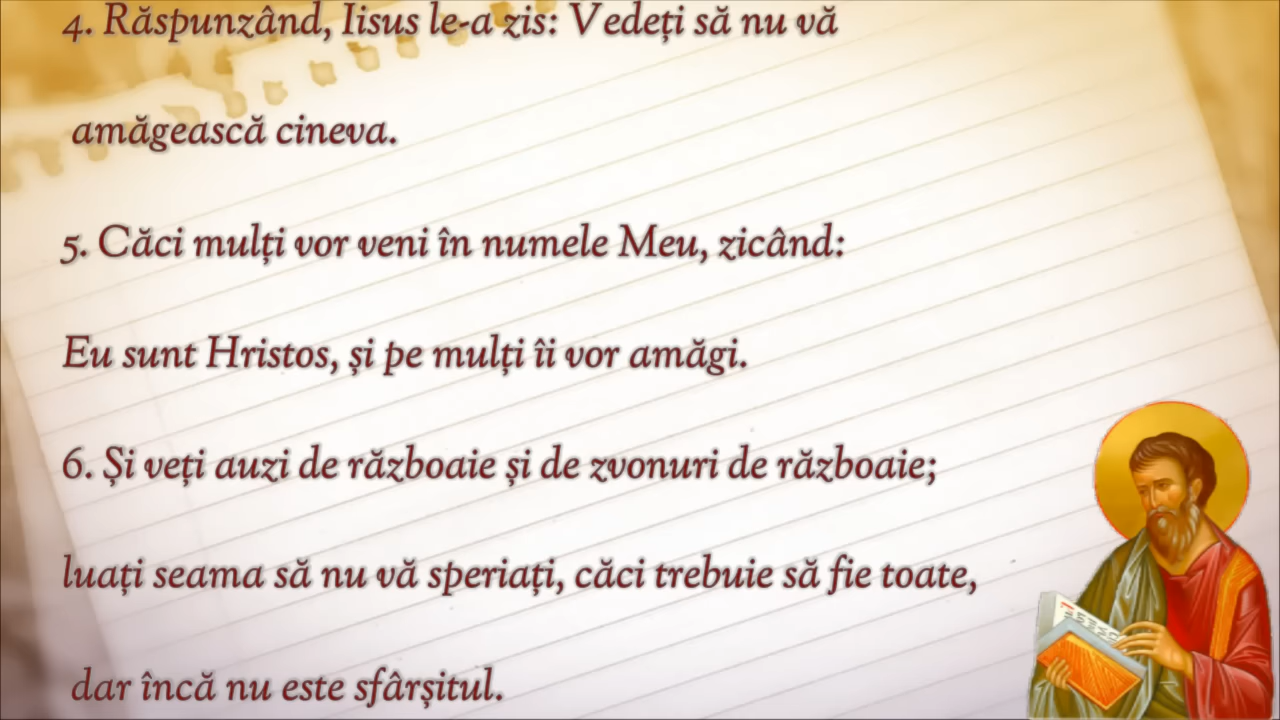 4. Răspunzând, Iisus le-a zis: Vedeți să nu vă
amăgească cineva.
5. Căci mulți vor veni în numele Meu, zicând:
Eu sunt Hristos, și pe mulți îi vor amăgi.
6. Și veți auzi de războaie și de zvonuri de războaie;
luați seama să nu vă speriați, căci trebuie să fie toate,
dar încă nu este sfârșitul.